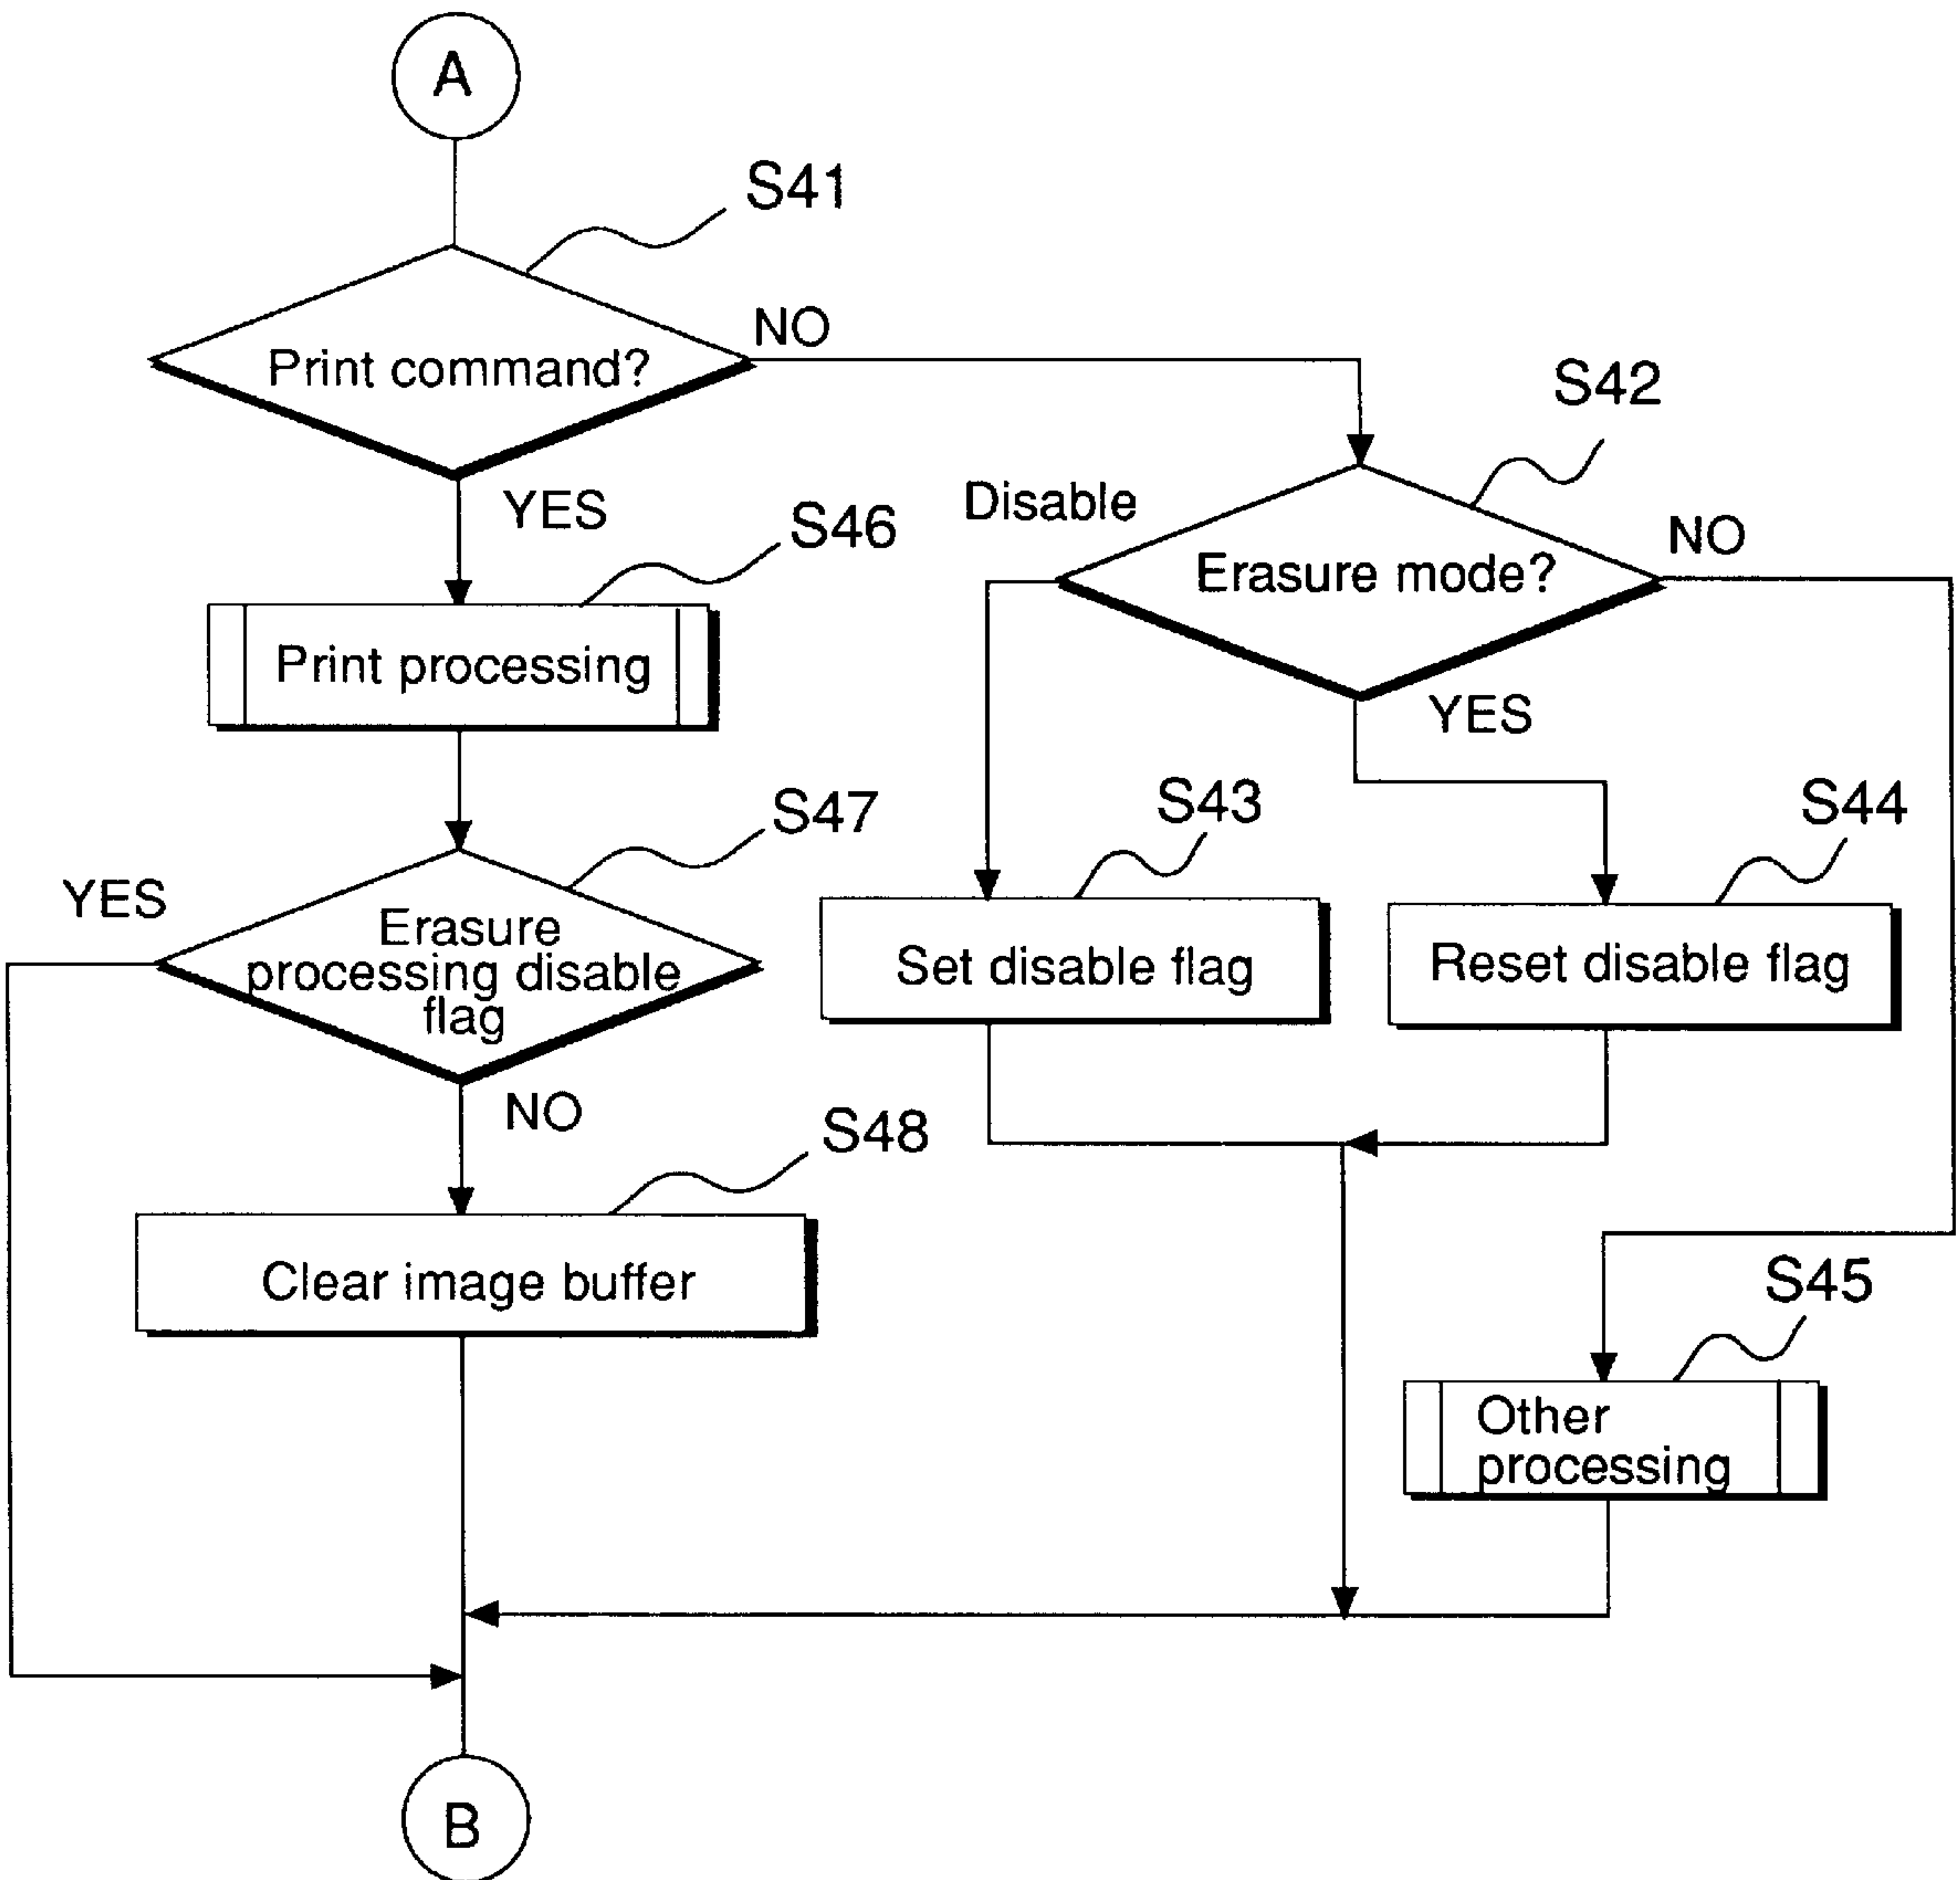 A
S41
Print command?
NO
YES
S42
Disable
Erasure mode?
NO
YES
S46
Print processing
S47
YES
Erasure
processing disable
flag
NO
S43
Set disable flag
S44
Reset disable flag
S48
Clear image buffer
S45
Other
processing
B